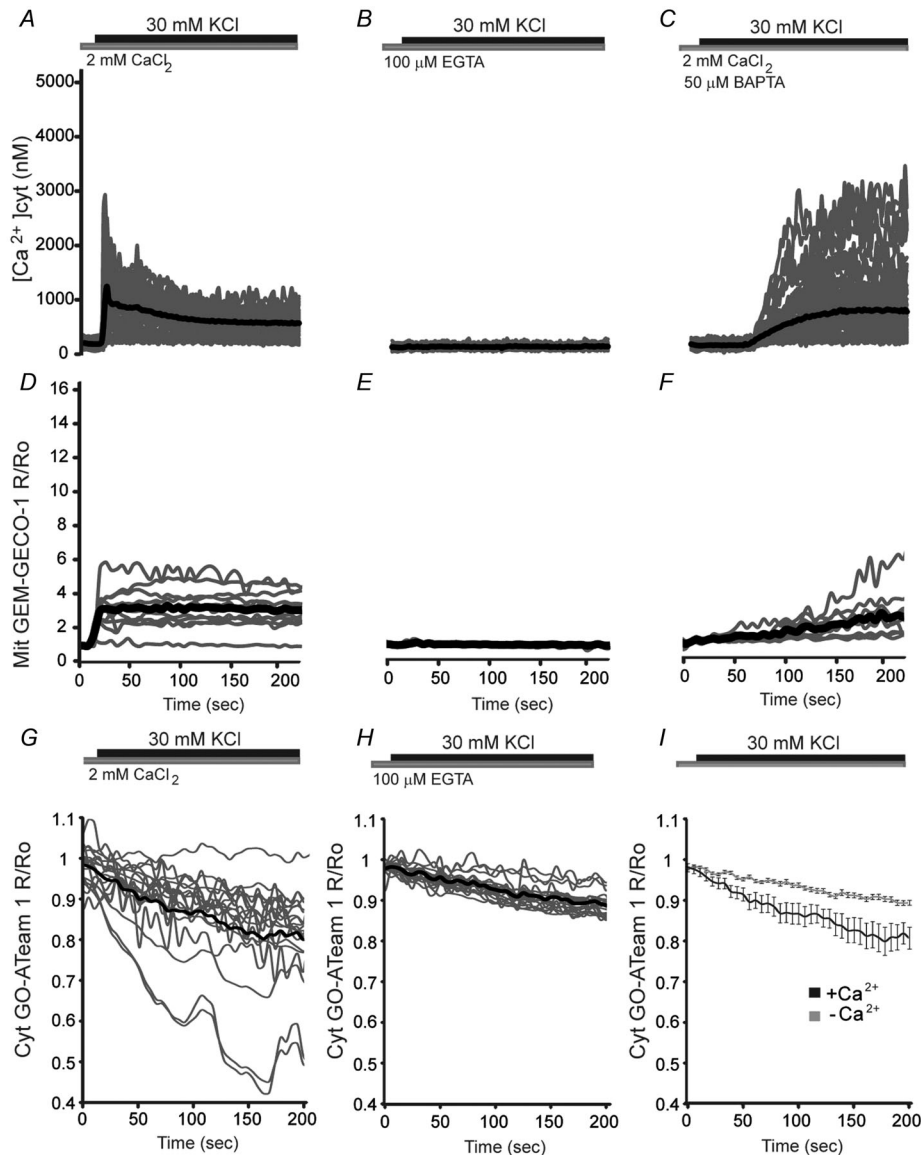 A
30 mM KCl
2 mM CaCl2
B
30 mM KCl
100 μM EGTA
C
30 mM KCl
2 mM CaCl2
50 μM BAPTA
[Ca 2+ ]cyt (nM)
5000
4000
3000
2000
1000
0
D
E
F
Mit GEM-GECO-1 R/Ro
16
14
12
10
8
6
4
2
0
50 100 150 200
Time (sec)
50 100 150 200
Time (sec)
50 100 150 200
Time (sec)
G
30 mM KCl
2 mM CaCl2
H
30 mM KCl
100 μM EGTA
I
30 mM KCl
Cyt GO-ATeam 1 R/Ro
1.1
1
0.9
0.8
0.7
0.6
0.5
0.4
0 50 100 150 200
Time (sec)
Cyt GO-ATeam 1 R/Ro
1.1
1
0.9
0.8
0.7
0.6
0.5
0.4
0 50 100 150 200
Time (sec)
Cyt GO-ATeam 1 R/Ro
1.1
1
0.9
0.8
0.7
0.6
0.5
0.4
+Ca2+
-Ca2+
0 50 100 150 200
Time (sec)